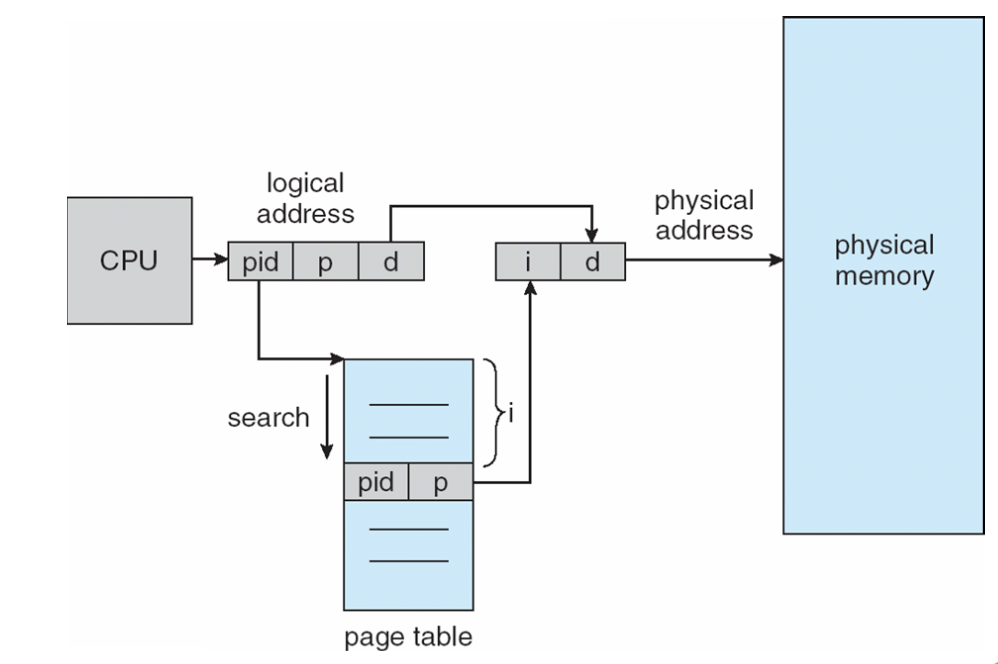 logical
address
physical
address
CPU
pid p d
i d
physical
memory
search
i
pid p
page table